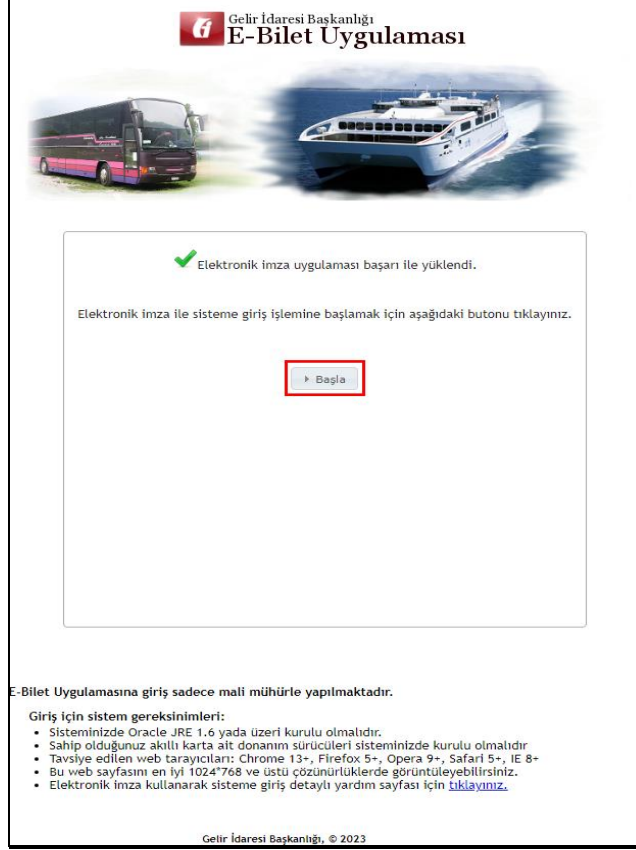 Gelir İdaresi Başkanlığı
E-Bilet Uygulaması
Elektronik imza uygulaması başarı ile yüklendi.
Elektronik imza ile sisteme giriş işlemine başlamak için aşağıdaki butonu tıklayınız.
Başla
E-Bilet Uygulamasına giriş sadece mali mühürle yapılmaktadır.
Giriş için sistem gereksinimleri:
• Sisteminizde Oracle JRE 1.6 yada üzeri kurulu olmalıdır.
• Sahip olduğunuz akıllı karta ait donanım sürücüleri sisteminizde kurulu olmalıdır
• Tavsiye edilen web tarayıcıları: Chrome 13+, Firefox 5+, Opera 9+, Safari 5+, IE 8+
• Bu web sayfasını en iyi 1024*768 ve üstü çözünürlüklerde görüntüleyebilirsiniz.
• Elektronik imza kullanarak sisteme giriş detaylı yardım sayfası için tıklayınız.
Gelir İdaresi Başkanlığı, © 2023